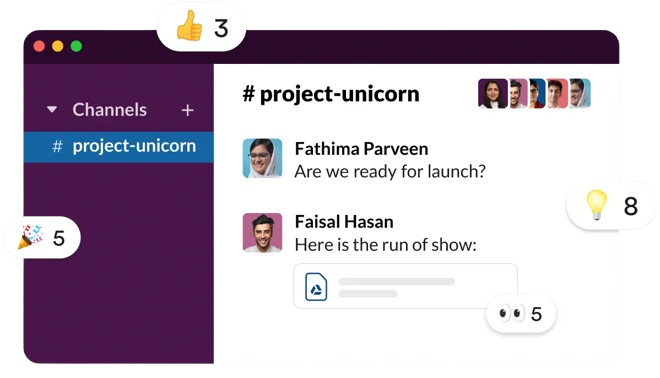 👍 3
Channels +
# project-unicorn
# project-unicorn
Fathima Parveen
Are we ready for launch?
Faisal Hasan
Here is the run of show:
💡 8
🎉 5
👀 5